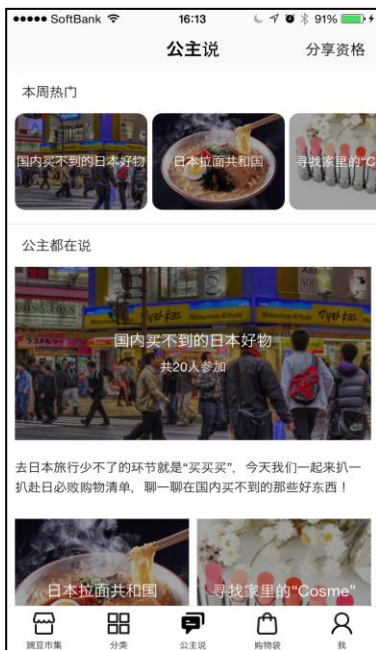 SoftBank 16:13 91%
公主说 分享资格
本周热门
国内买不到的日本好物
日本拉面共和国
寻找家里的“C
公主都在说
国内买不到的日本好物
共20人参加
去日本旅行少不了的环节就是“买买买”，今天我们一起来扒一
扒赴日必败购物清单，聊一聊在国内买不到的那些好东西！
日本拉面共和国
寻找家里的“Cosme”
豌豆市集 分类 公主说 购物袋 我